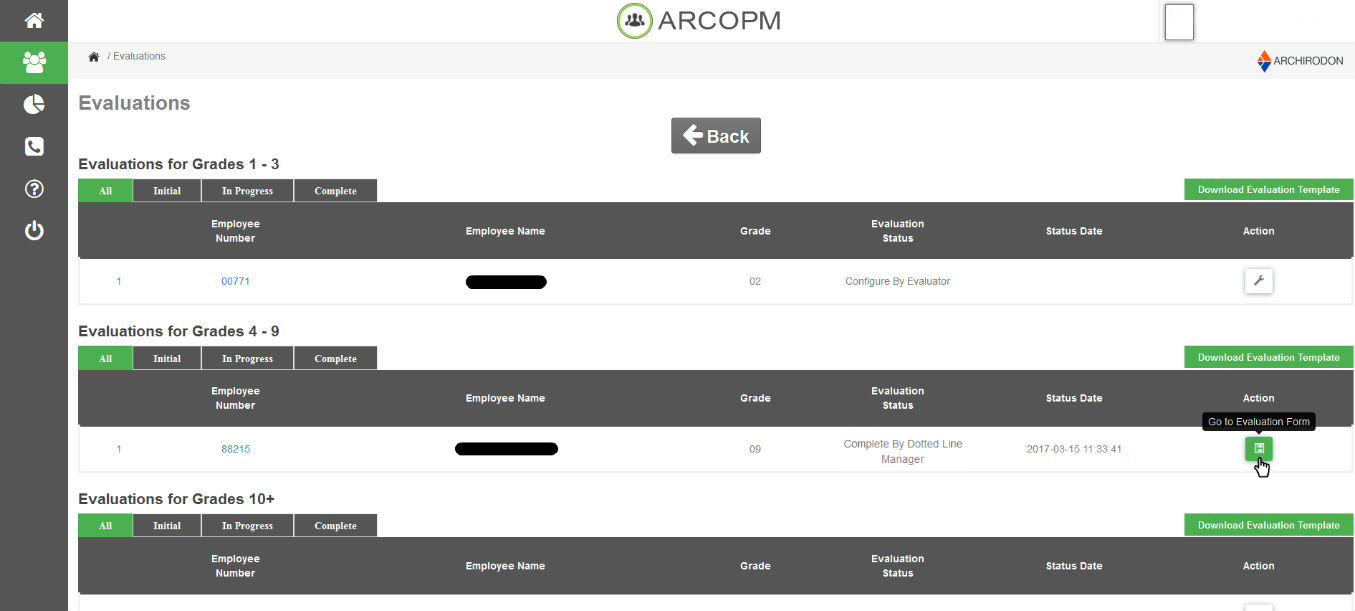 ARCOPM
/ Evaluations
ARCHIRODON
Evaluations
Back
Evaluations for Grades 1 - 3
All Initial In Progress Complete Download Evaluation Template
Employee Number Employee Name Grade Evaluation Status Status Date Action
1 00771 02 Configure By Evaluator
Evaluations for Grades 4 - 9
All Initial In Progress Complete Download Evaluation Template
Employee Number Employee Name Grade Evaluation Status Status Date Action
Go to Evaluation Form
1 88215 09 Complete By Dotted Line Manager 2017-03-15 11:33:41
Evaluations for Grades 10+
All Initial In Progress Complete Download Evaluation Template
Employee Number Employee Name Grade Evaluation Status Status Date Action